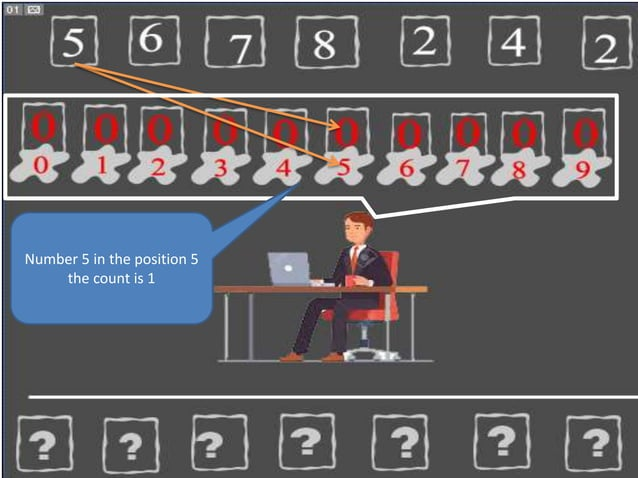 01
5 6 7 8 2 4 2
0 0 0 0 0 0 0 0 0 0
0 1 2 3 4 5 6 7 8 9
Number 5 in the position 5
the count is 1
? ? ? ? ? ? ?